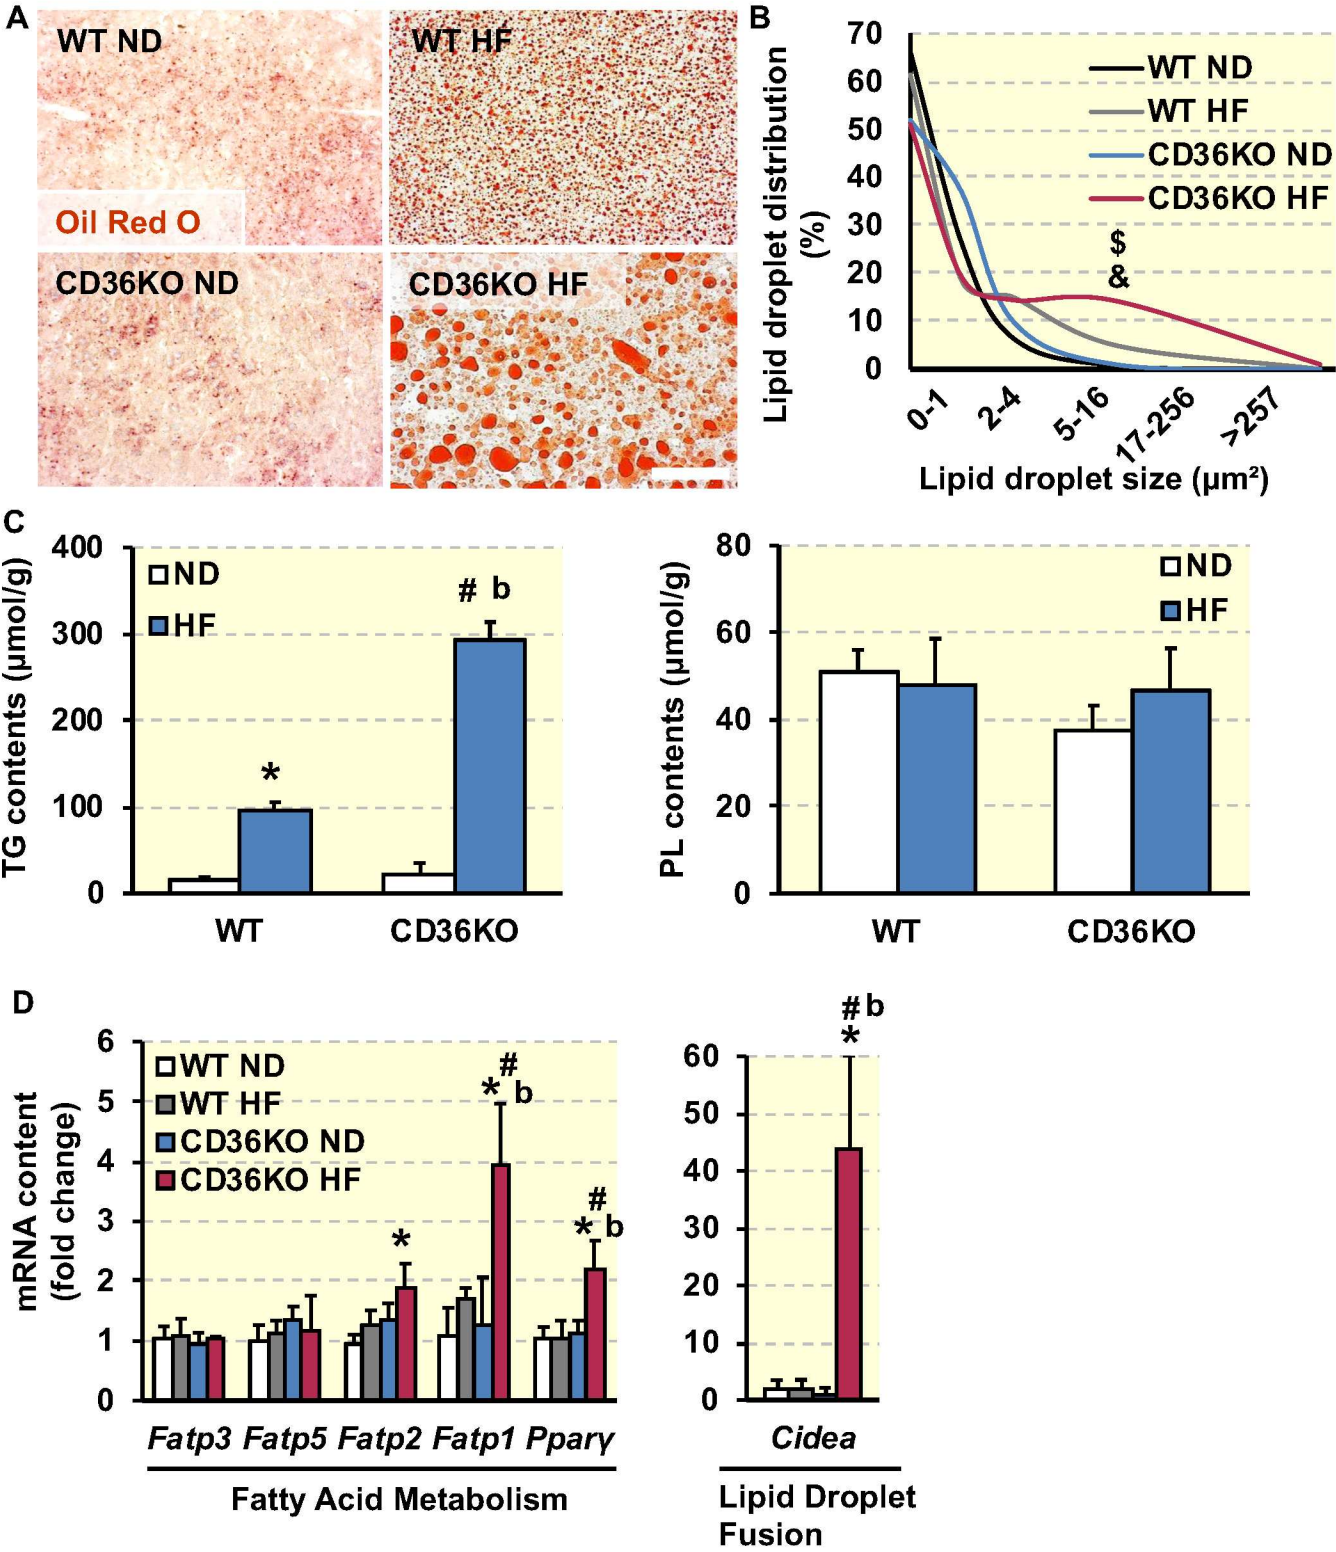 A
WT ND
WT HF
Oil Red O
CD36KO ND
CD36KO HF
B
Lipid droplet distribution
(%)
70
60
50
40
30
20
10
0
WT ND
WT HF
CD36KO ND
CD36KO HF
$
&
0-1
2-4
5-16
17-256
>257
Lipid droplet size (µm²)
C
TG contents (µmol/g)
400
300
200
100
0
ND
HF
*
# b
WT
CD36KO
PL contents (µmol/g)
80
60
40
20
0
ND
HF
WT
CD36KO
D
mRNA content
(fold change)
6
5
4
3
2
1
0
WT ND
WT HF
CD36KO ND
CD36KO HF
*
#
* b
#
* b
Fatp3 Fatp5 Fatp2 Fatp1 Pparγ
Fatty Acid Metabolism
60
50
40
30
20
10
0
# b
*
Cidea
Lipid Droplet
Fusion